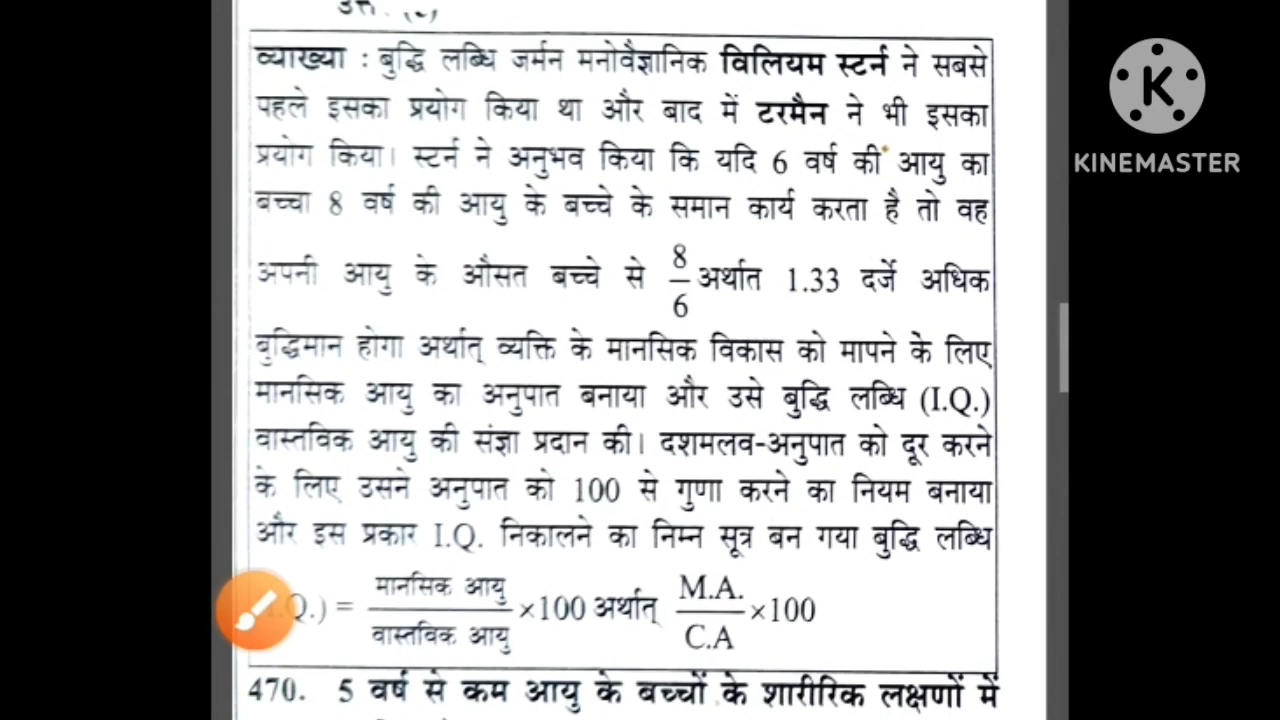 व्याख्या : बुद्धि लब्धि जर्मन मनोवैज्ञानिक विलियम स्टर्न ने सबसे
पहले इसका प्रयोग किया था और बाद में टरमैन ने भी इसका
प्रयोग किया। स्टर्न ने अनुभव किया कि यदि 6 वर्ष की आयु का
बच्चा 8 वर्ष की आयु के बच्चे के समान कार्य करता है तो वह
अपनी आयु के औसत बच्चे से 8/6 अर्थात 1.33 दर्जे अधिक
बुद्धिमान होगा अर्थात् व्यक्ति के मानसिक विकास को मापने के लिए
मानसिक आयु का अनुपात बनाया और उसे बुद्धि लब्धि (I.Q.)
वास्तविक आयु की संज्ञा प्रदान की। दशमलव-अनुपात को दूर करने
के लिए उसने अनुपात को 100 से गुणा करने का नियम बनाया
और इस प्रकार I.Q. निकालने का निम्न सूत्र बन गया बुद्धि लब्धि
Q.) = मानसिक आयु/वास्तविक आयु ×100 अर्थात् M.A./C.A ×100
470. 5 वर्ष से कम आयु के बच्चों के शारीरिक लक्षणों में
K
KINEMASTER